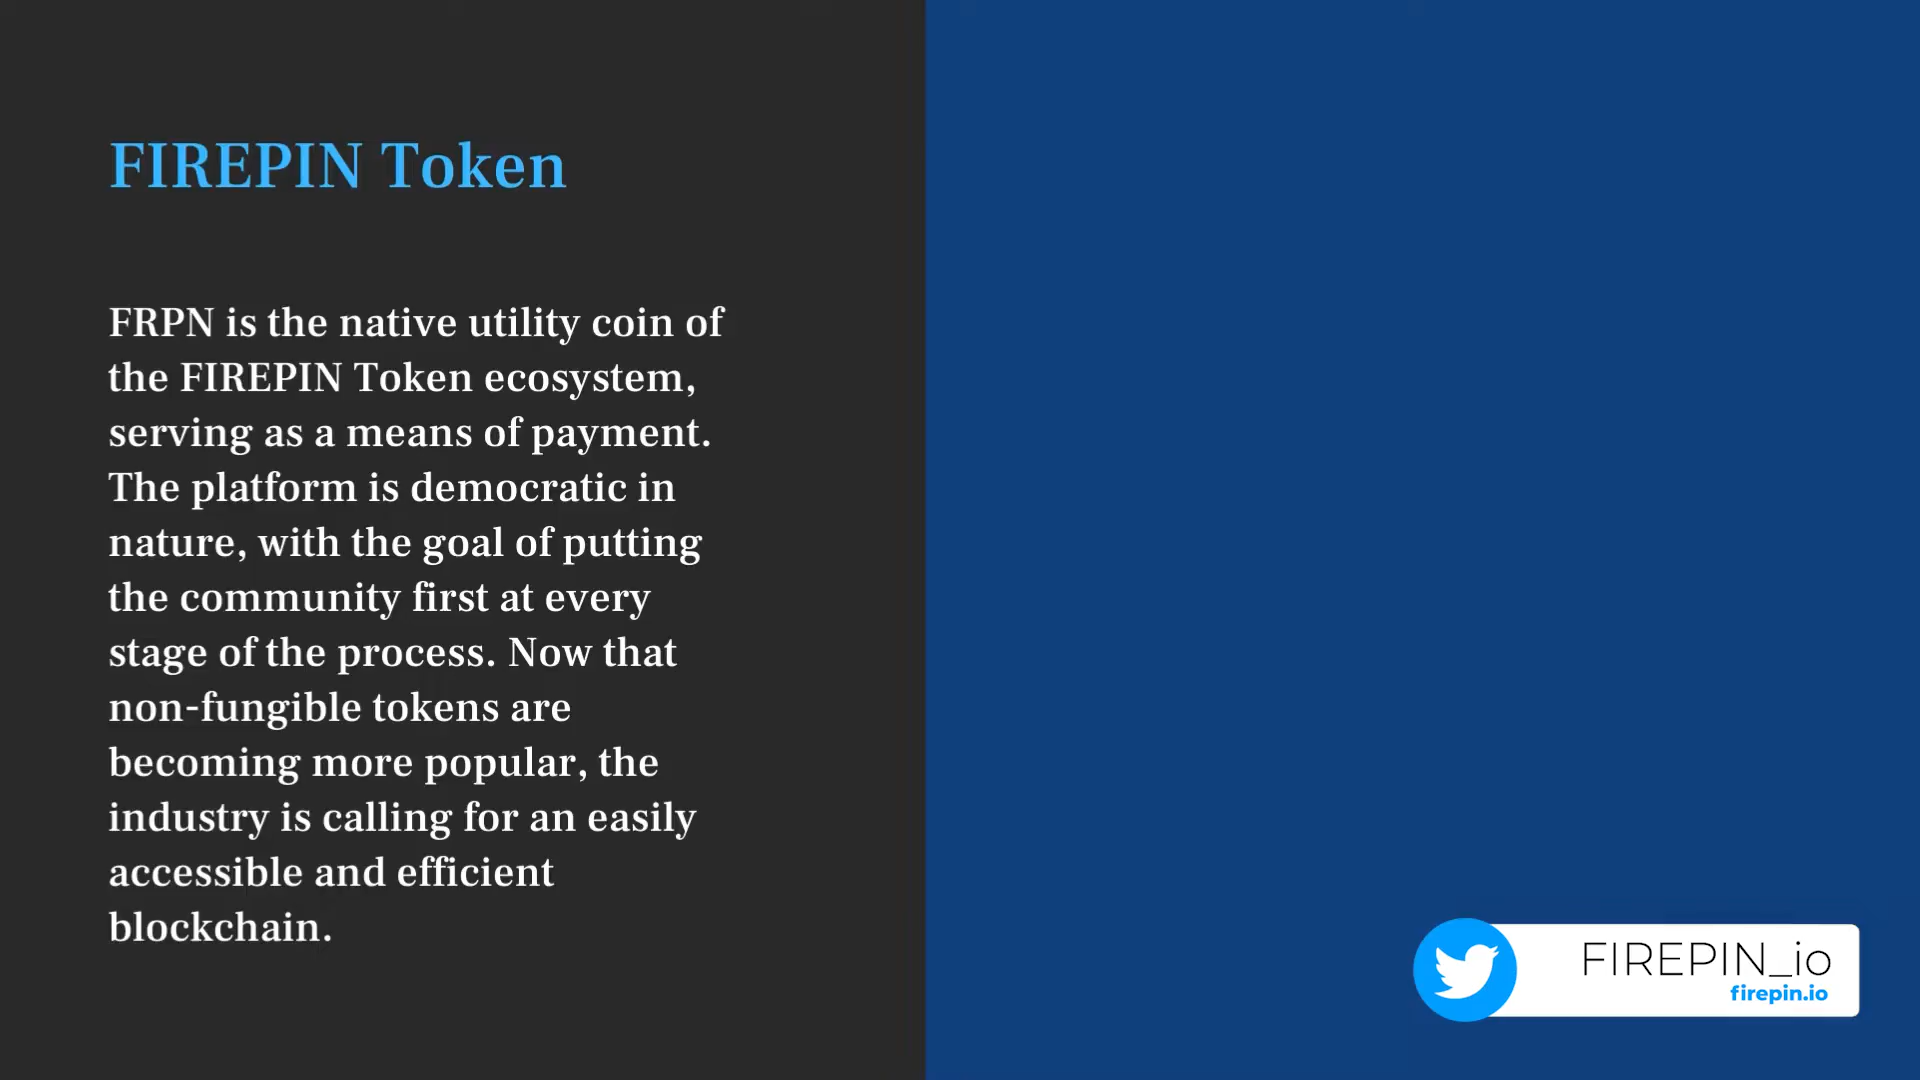 FIREPIN Token
FRPN is the native utility coin of
the FIREPIN Token ecosystem,
serving as a means of payment.
The platform is democratic in
nature, with the goal of putting
the community first at every
stage of the process. Now that
non-fungible tokens are
becoming more popular, the
industry is calling for an easily
accessible and efficient
blockchain.
FIREPIN_io
firepin.io